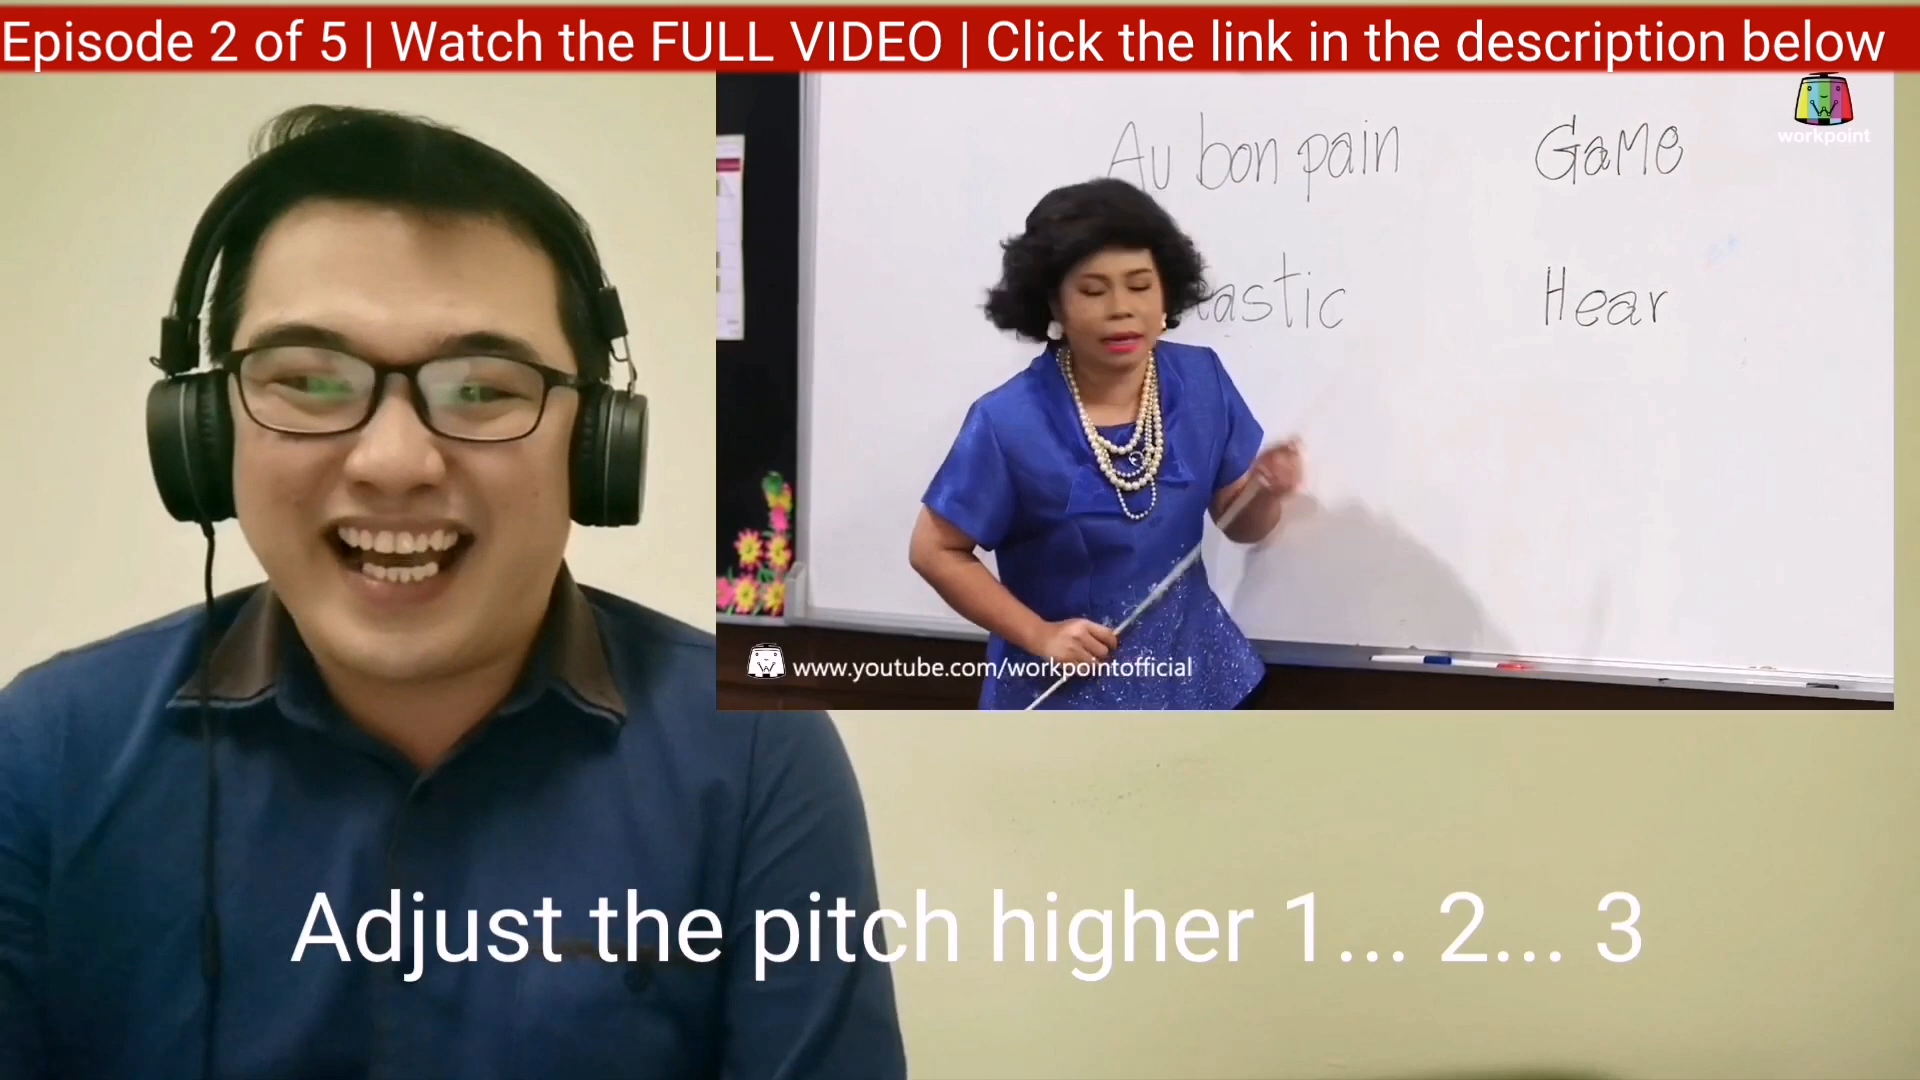 Episode 2 of 5 | Watch the FULL VIDEO | Click the link in the description below
workpoint
Au bon pain
Game
tastic
Hear
www.youtube.com/workpointofficial
Adjust the pitch higher 1... 2... 3